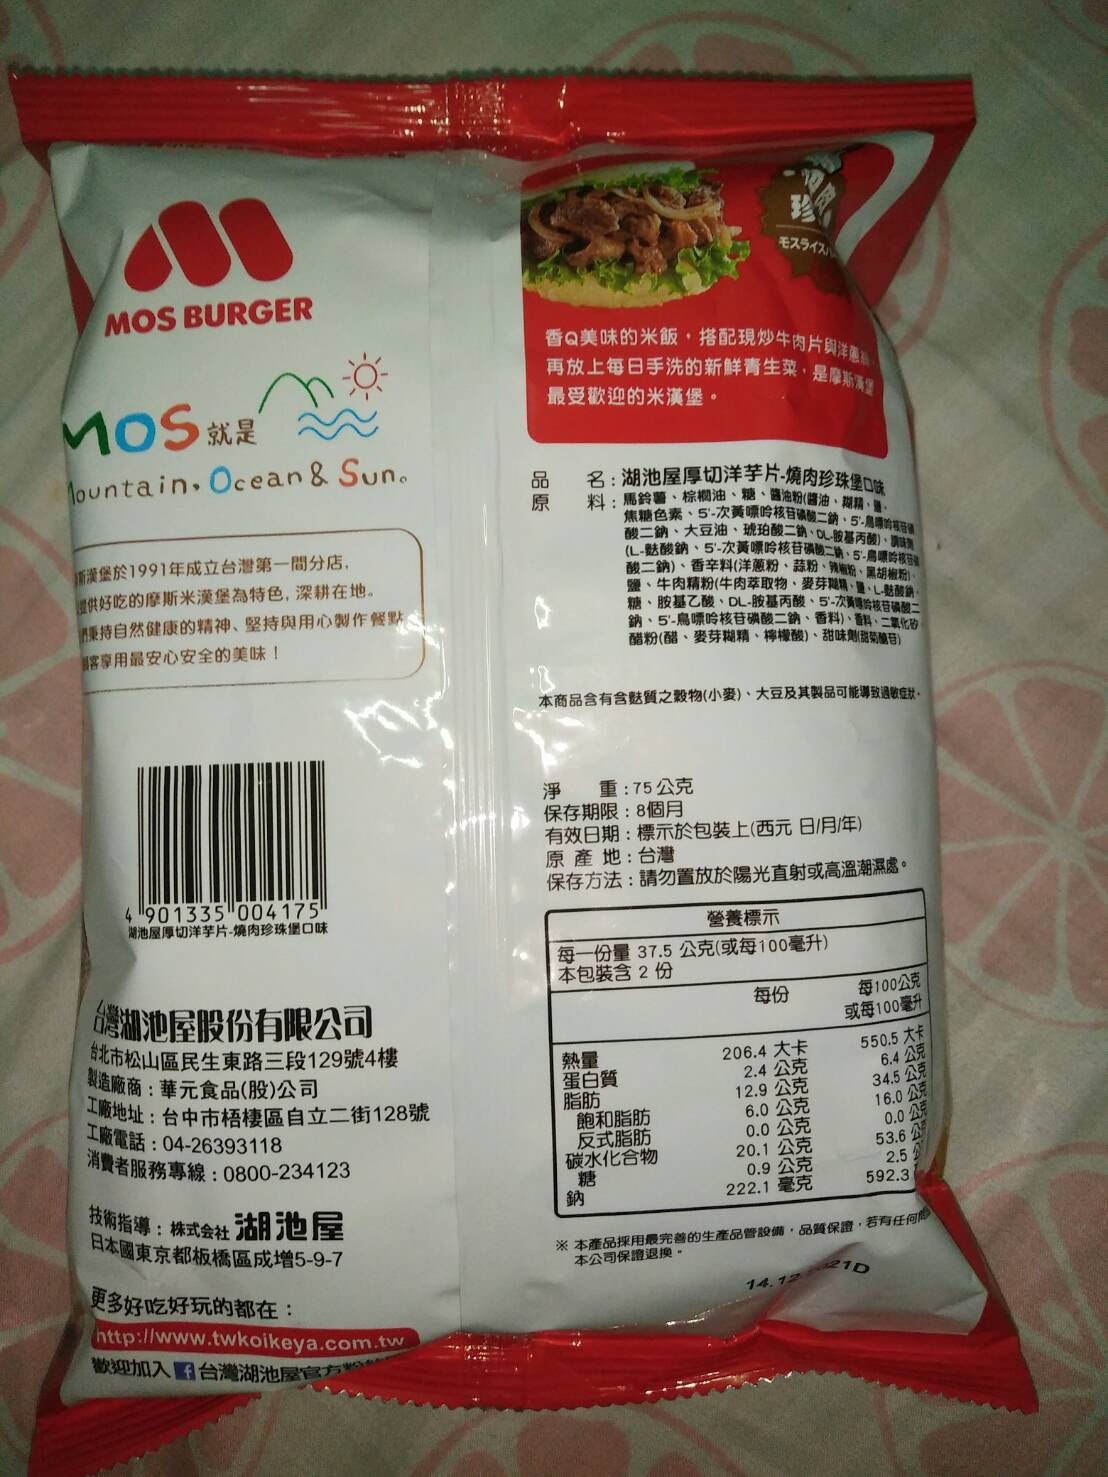 MOS BURGER
MOS就是
Mountain, Ocean & Sun。
斯漢堡於1991年成立台灣第一間分店,
提供好吃的摩斯米漢堡為特色, 深耕在地。
們秉持自然健康的精神、堅持與用心製作餐點
顧客享用最安心安全的美味！
4 901335 004175
湖池屋厚切洋芋片-燒肉珍珠堡口味
台灣湖池屋股份有限公司
台北市松山區民生東路三段129號4樓
製造廠商：華元食品(股)公司
工廠地址：台中市梧棲區自立二街128號
工廠電話：04-26393118
消費者服務專線：0800-234123
技術指導：株式会社 湖池屋
日本國東京都板橋區成增5-9-7
更多好吃好玩的都在：
http://www.twkoikeya.com.tw
歡迎加入 f 台灣湖池屋官方
珍
モスライスバー
香Q美味的米飯，搭配現炒牛肉片與洋蔥
再放上每日手洗的新鮮青生菜，是摩斯漢堡
最受歡迎的米漢堡。
品　名：湖池屋厚切洋芋片-燒肉珍珠堡口味
原　料：馬鈴薯、棕櫚油、糖、醬油粉(醬油、糊精、鹽、
焦糖色素、5'-次黃嘌呤核苷磷酸二鈉、5'-鳥嘌呤核苷磷
酸二鈉、大豆油、琥珀酸二鈉、DL-胺基丙酸)、調味劑
(L-麩酸鈉、5'-次黃嘌呤核苷磷酸二鈉、5'-鳥嘌呤核苷磷
酸二鈉)、香辛料(洋蔥粉、蒜粉、辣椒粉、黑胡椒粉)、
鹽、牛肉精粉(牛肉萃取物、麥芽糊精、鹽、L-麩酸鈉、
糖、胺基乙酸、DL-胺基丙酸、5'-次黃嘌呤核苷磷酸二
鈉、5'-鳥嘌呤核苷磷酸二鈉、香料)、香料、二氧化矽
醋粉(醋、麥芽糊精、檸檬酸)、甜味劑(甜菊醣苷)
本商品含有含麩質之穀物(小麥)、大豆及其製品可能導致過敏症狀。
淨　重：75公克
保存期限：8個月
有效日期：標示於包裝上(西元 日/月/年)
原 產 地：台灣
保存方法：請勿置放於陽光直射或高溫潮濕處。
營養標示
每一份量 37.5 公克(或每100毫升)
本包裝含 2 份
每份 每100公克
或每100毫升
熱量 206.4 大卡 550.5 大卡
蛋白質 2.4 公克 6.4 公克
脂肪 12.9 公克 34.5 公克
飽和脂肪 6.0 公克 16.0 公克
反式脂肪 0.0 公克 0.0 公克
碳水化合物 20.1 公克 53.6 公
糖 0.9 公克 2.5 公
鈉 222.1 毫克 592.3
※ 本產品採用最完善的生產品管設備，品質保證，若有任何
本公司保證退換。
14.12 21D